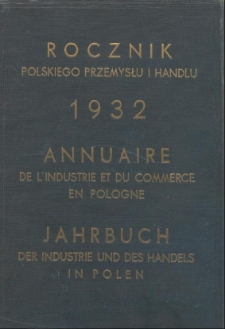 ROCZNIK
POLSKIEGO PRZEMYSŁU I HANDLU
1932
ANNUAIRE
DE L'INDUSTRIE ET DU COMMERCE
EN POLOGNE
JAHRBUCH
DER INDUSTRIE UND DES HANDELS
IN POLEN